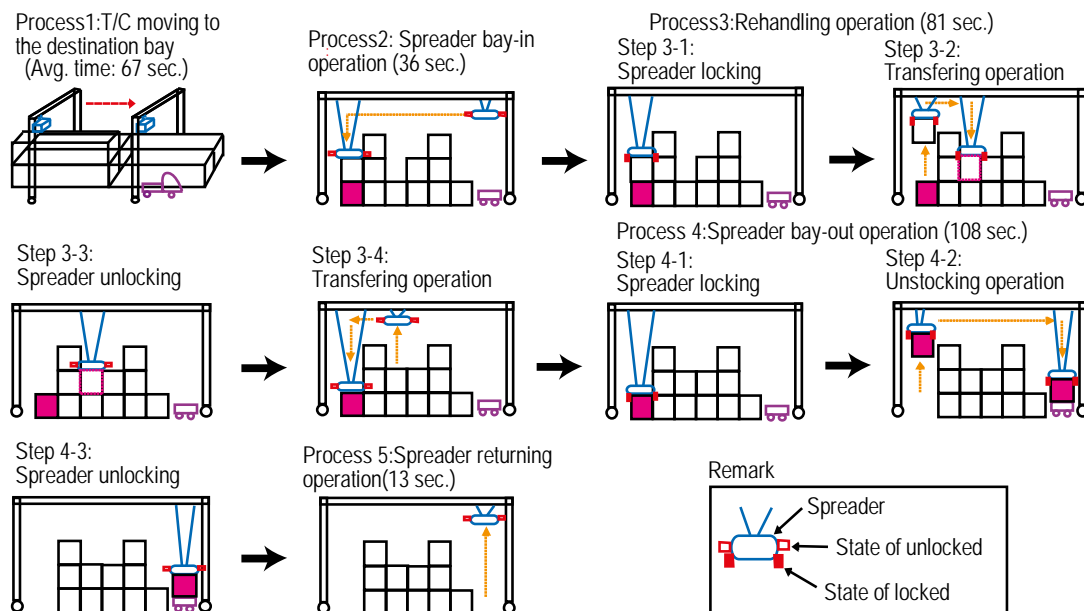 Process1:T/C moving to
the destination bay
(Avg. time: 67 sec.)
Process2: Spreader bay-in
operation (36 sec.)
Process3:Rehandling operation (81 sec.)
Step 3-1:
Spreader locking
Step 3-2:
Transfering operation
Step 3-3:
Spreader unlocking
Step 3-4:
Transfering operation
Process 4:Spreader bay-out operation (108 sec.)
Step 4-1:
Spreader locking
Step 4-2:
Unstocking operation
Step 4-3:
Spreader unlocking
Process 5:Spreader returning
operation(13 sec.)
Remark
Spreader
State of unlocked
State of locked